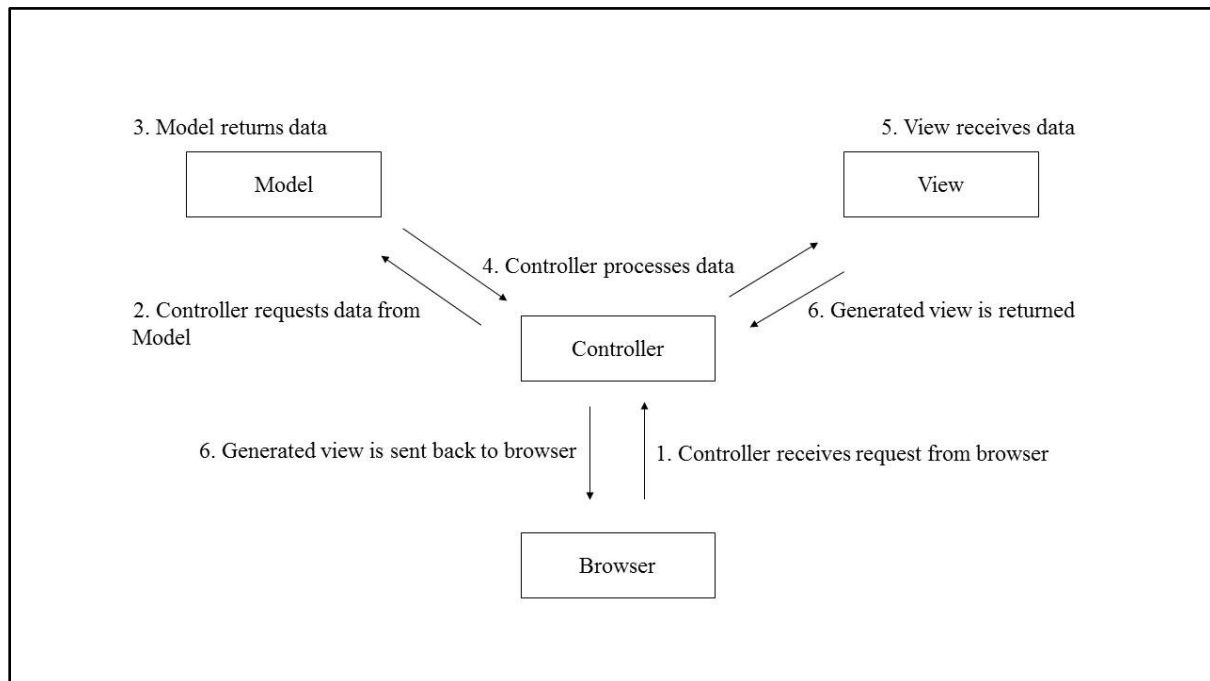 3. Model returns data
5. View receives data
Model
View
4. Controller processes data
2. Controller requests data from
Model
6. Generated view is returned
Controller
6. Generated view is sent back to browser
1. Controller receives request from browser
Browser